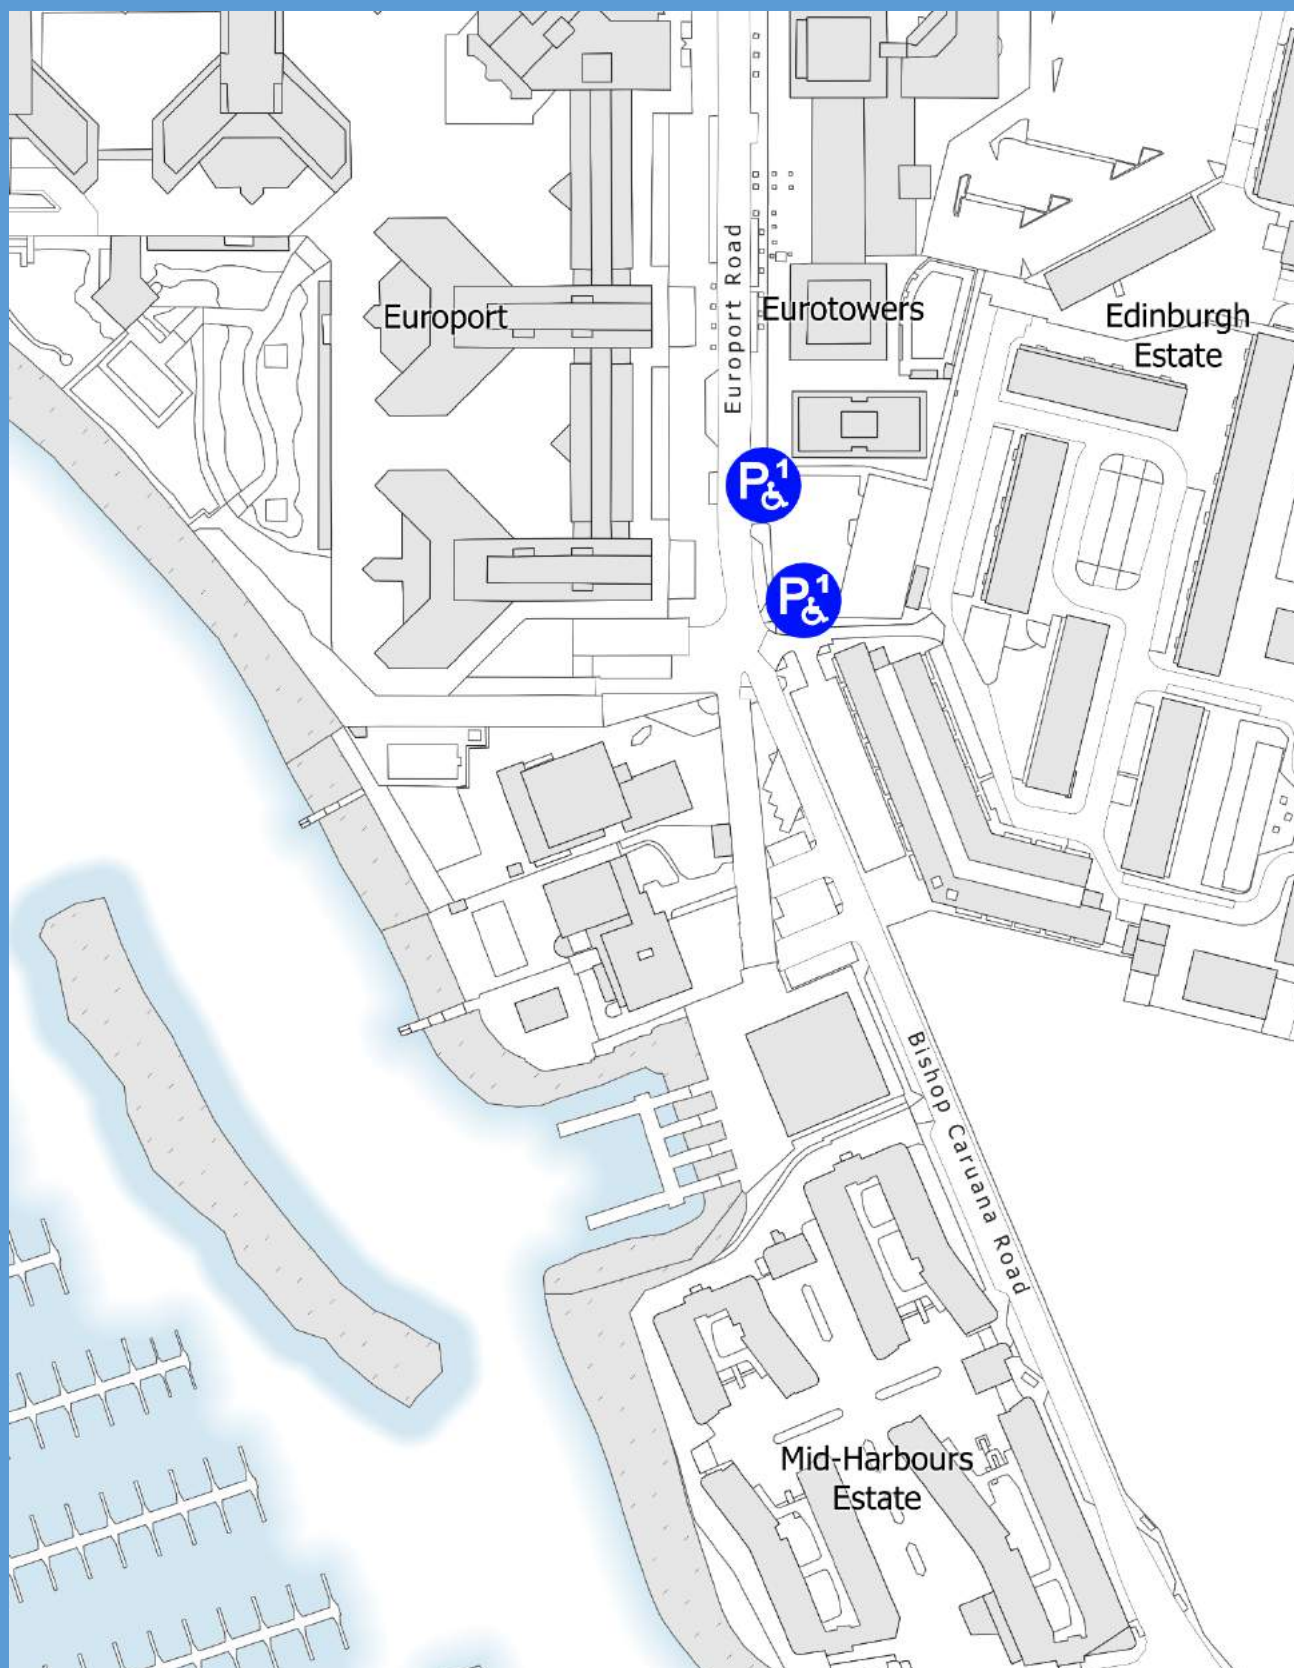 Europort Road
Europort
Eurotowers
Edinburgh
Estate
P 1
P 1
Bishop Caruana Road
Mid-Harbours
Estate